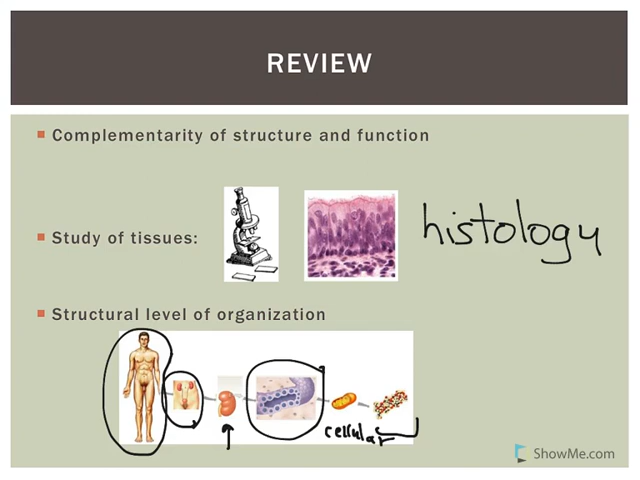 REVIEW
Complementarity of structure and function
histology
Study of tissues:
Structural level of organization
cellular
ShowMe.com